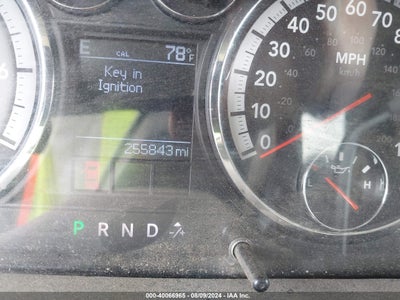 E CAL 78°F
Key in
Ignition
255843 mi
P R N D -/+
0
10
20
30
40
50
60
70
80
MPH
km/h
L H
000-40066965 - 08/09/2024 - IAA Inc.